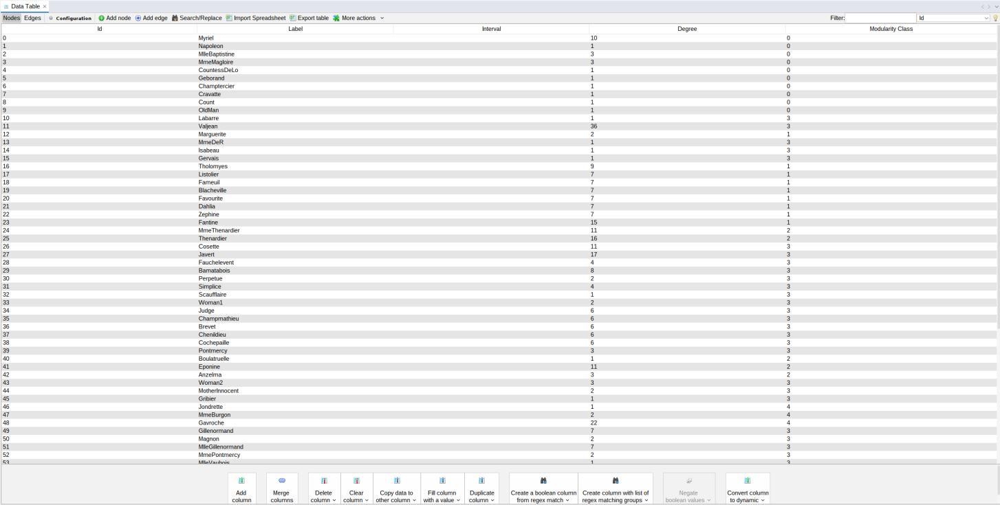 Data Table
Nodes Edges Configuration Add node Add edge Search/Replace Import Spreadsheet Export table More actions Filter: Id
Id Label Interval Degree Modularity Class
0 Myriel 10 0
1 Napoleon 1 0
2 MlleBaptistine 3 0
3 MmeMagloire 3 0
4 CountessDeLo 1 0
5 Geborand 1 0
6 Champtercier 1 0
7 Cravatte 1 0
8 Count 1 0
9 OldMan 1 0
10 Labarre 1 3
11 Valjean 36 3
12 Marguerite 2 1
13 MmeDeR 1 3
14 Isabeau 1 3
15 Gervais 1 3
16 Tholomyes 9 1
17 Listolier 7 1
18 Fameuil 7 1
19 Blacheville 7 1
20 Favourite 7 1
21 Dahlia 7 1
22 Zephine 7 1
23 Fantine 15 1
24 MmeThenardier 11 2
25 Thenardier 16 2
26 Cosette 11 3
27 Javert 17 3
28 Fauchelevent 4 3
29 Bamatabois 8 3
30 Perpetue 2 3
31 Simplice 4 3
32 Scaufflaire 1 3
33 Woman1 2 3
34 Judge 6 3
35 Champmathieu 6 3
36 Brevet 6 3
37 Chenildieu 6 3
38 Cochepaille 6 3
39 Pontmercy 3 3
40 Boulatruelle 1 2
41 Eponine 11 2
42 Anzelma 3 2
43 Woman2 3 3
44 MotherInnocent 2 3
45 Gribier 1 3
46 Jondrette 1 4
47 MmeBurgon 2 4
48 Gavroche 22 4
49 Gillenormand 7 3
50 Magnon 2 3
51 MlleGillenormand 7 3
52 MmePontmercy 2 3
53 MlleVaubois 1 3
Add column
Merge columns
Delete column
Clear column
Copy data to other column
Fill column with a value
Duplicate column
Create a boolean column from regex match
Create column with list of regex matching groups
Negate boolean values
Convert column to dynamic